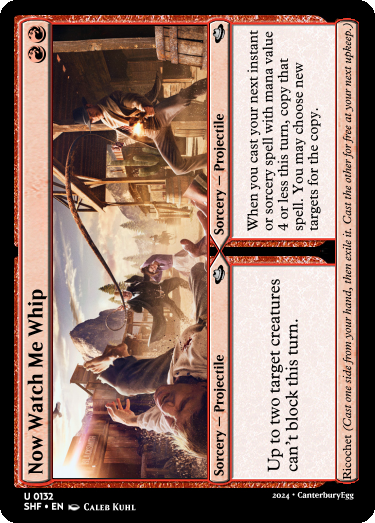 Now Watch Me Whip
Sorcery — Projectile
Up to two target creatures
can't block this turn.
Sorcery — Projectile
When you cast your next instant
or sorcery spell with mana value
4 or less this turn, copy that
spell. You may choose new
targets for the copy.
Ricochet (Cast one side from your hand, then exile it. Cast the other for free at your next upkeep.)
U 0132
SHF • EN CALEB KUHL
2024 • CanterburyEgg